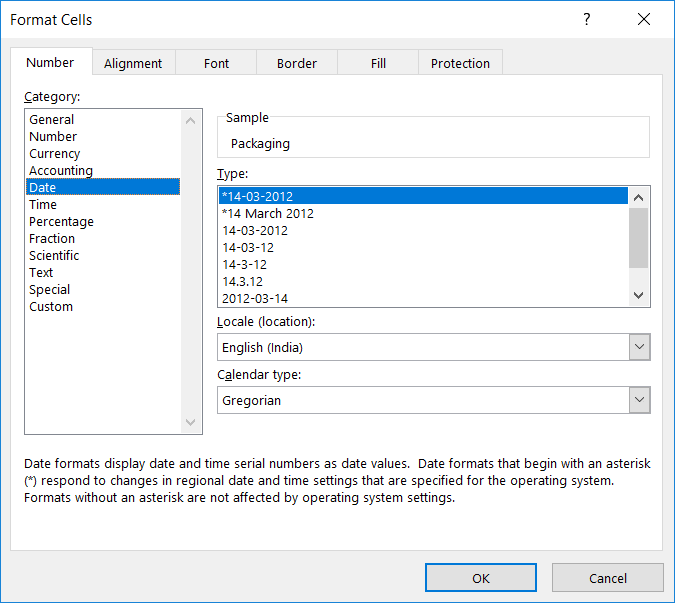 Format Cells
?
Number Alignment Font Border Fill Protection
Category:
General
Number
Currency
Accounting
Date
Time
Percentage
Fraction
Scientific
Text
Special
Custom
Sample
Packaging
Type:
*14-03-2012
*14 March 2012
14-03-2012
14-03-12
14-3-12
14.3.12
2012-03-14
Locale (location):
English (India)
Calendar type:
Gregorian
Date formats display date and time serial numbers as date values.  Date formats that begin with an asterisk
(*) respond to changes in regional date and time settings that are specified for the operating system.
Formats without an asterisk are not affected by operating system settings.
OK Cancel